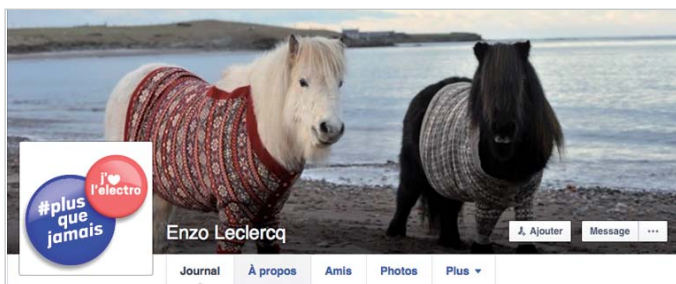 j'❤
l'electro
#plus
que
jamais
Enzo Leclercq
Ajouter
Message
...
Journal
À propos
Amis
Photos
Plus